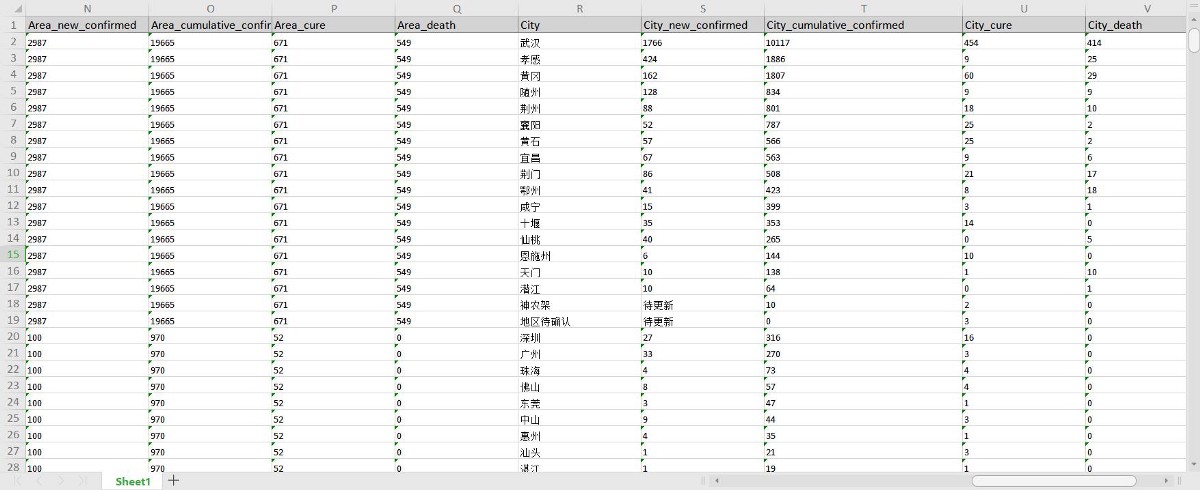 N O P Q R S T U V
1 Area_new_confirmed Area_cumulative_confir Area_cure Area_death City City_new_confirmed City_cumulative_confirmed City_cure City_death
2 2987 19665 671 549 武汉 1766 10117 454 414
3 2987 19665 671 549 孝感 424 1886 9 25
4 2987 19665 671 549 黄冈 162 1807 60 29
5 2987 19665 671 549 随州 128 834 9 9
6 2987 19665 671 549 荆州 88 801 18 10
7 2987 19665 671 549 襄阳 52 787 25 2
8 2987 19665 671 549 黄石 57 566 25 2
9 2987 19665 671 549 宜昌 67 563 9 6
10 2987 19665 671 549 荆门 86 508 21 17
11 2987 19665 671 549 鄂州 41 423 8 18
12 2987 19665 671 549 咸宁 15 399 3 1
13 2987 19665 671 549 十堰 35 353 14 0
14 2987 19665 671 549 仙桃 40 265 0 5
15 2987 19665 671 549 恩施州 6 144 10 0
16 2987 19665 671 549 天门 10 138 1 10
17 2987 19665 671 549 潜江 10 64 0 1
18 2987 19665 671 549 神农架 待更新 10 2 0
19 2987 19665 671 549 地区待确认 待更新 0 3 0
20 100 970 52 0 深圳 27 316 16 0
21 100 970 52 0 广州 33 270 3 0
22 100 970 52 0 珠海 4 73 4 0
23 100 970 52 0 佛山 8 57 4 0
24 100 970 52 0 东莞 3 47 1 0
25 100 970 52 0 中山 9 44 3 0
26 100 970 52 0 惠州 4 35 1 0
27 100 970 52 0 汕头 1 21 3 0
28 100 970 52 0 湛江 1 19 1 0
Sheet1